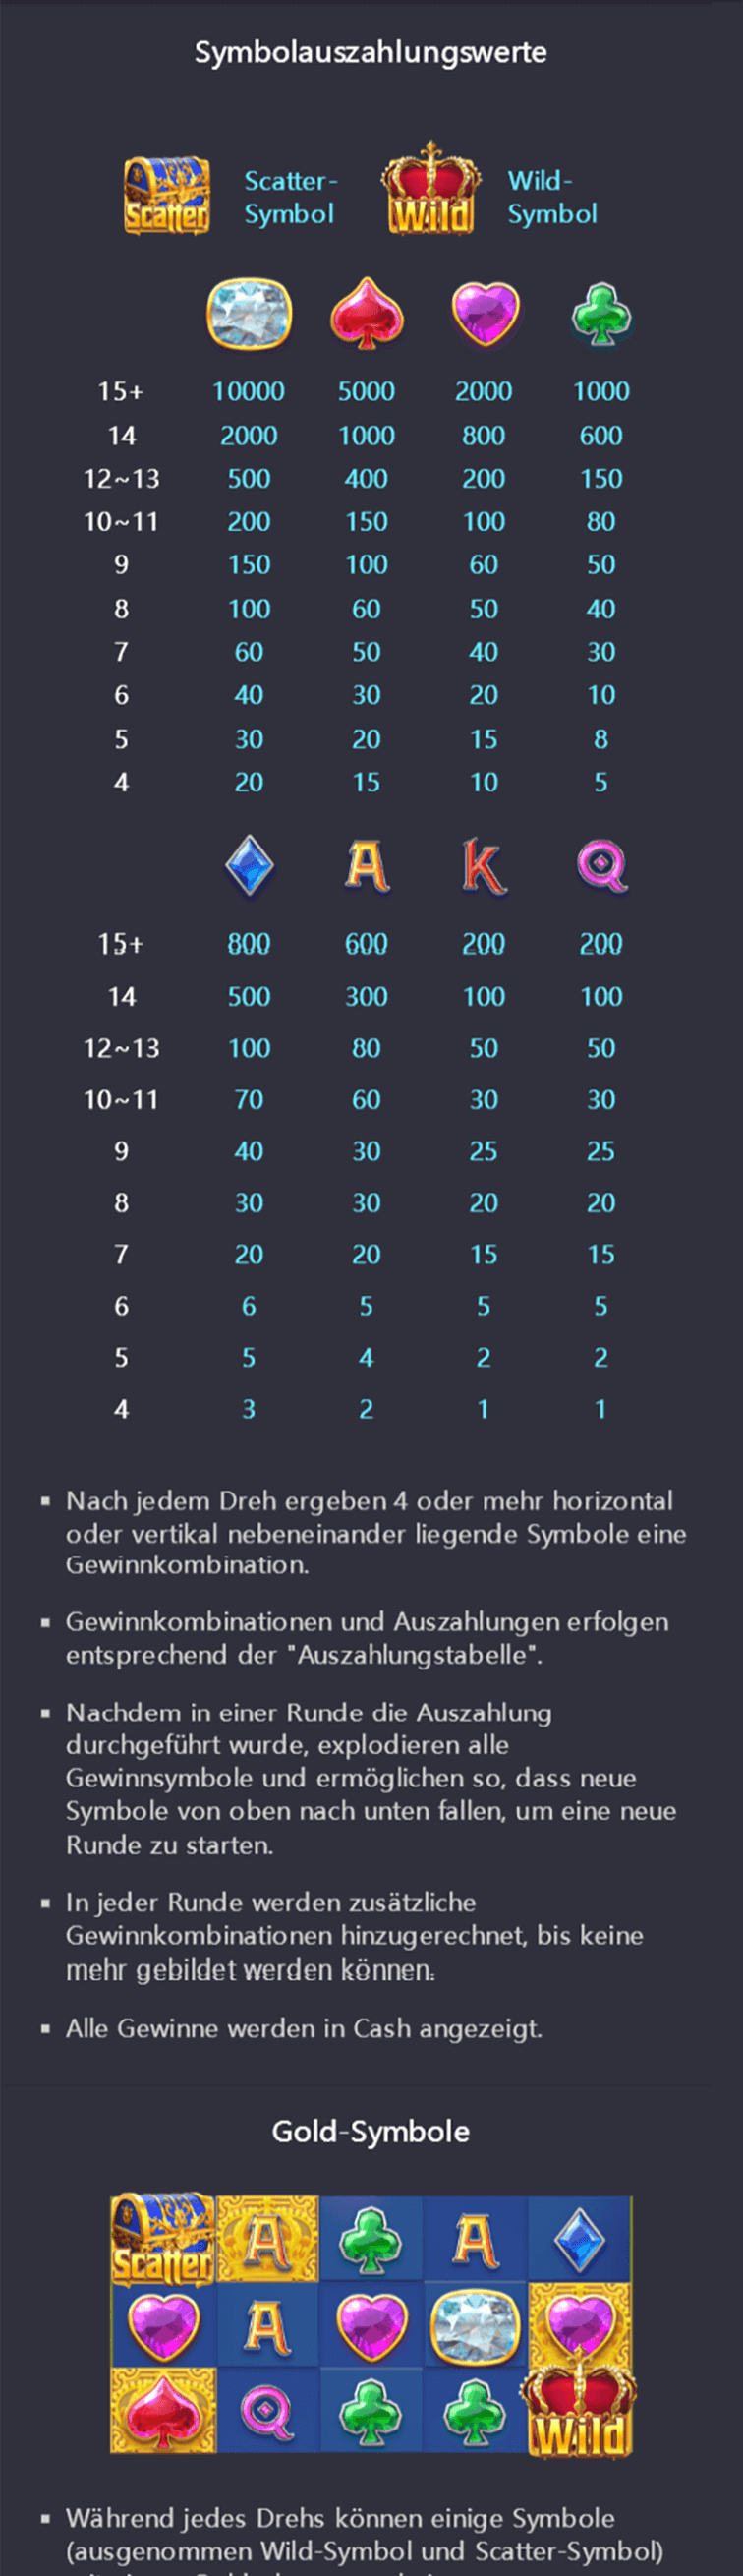 Symbolauszahlungswerte
Scatter Scatter- Wild Wild-
Symbol Symbol
15+ 10000 5000 2000 1000
14 2000 1000 800 600
12~13 500 400 200 150
10~11 200 150 100 80
9 150 100 60 50
8 100 60 50 40
7 60 50 40 30
6 40 30 20 10
5 30 20 15 8
4 20 15 10 5
A K Q
15+ 800 600 200 200
14 500 300 100 100
12~13 100 80 50 50
10~11 70 60 30 30
9 40 30 25 25
8 30 30 20 20
7 20 20 15 15
6 6 5 5 5
5 5 4 2 2
4 3 2 1 1
▪ Nach jedem Dreh ergeben 4 oder mehr horizontal
oder vertikal nebeneinander liegende Symbole eine
Gewinnkombination.
▪ Gewinnkombinationen und Auszahlungen erfolgen
entsprechend der "Auszahlungstabelle".
▪ Nachdem in einer Runde die Auszahlung
durchgeführt wurde, explodieren alle
Gewinnsymbole und ermöglichen so, dass neue
Symbole von oben nach unten fallen, um eine neue
Runde zu starten.
▪ In jeder Runde werden zusätzliche
Gewinnkombinationen hinzugerechnet, bis keine
mehr gebildet werden können.
▪ Alle Gewinne werden in Cash angezeigt.
Gold-Symbole
Scatter A A
A
Q Wild
▪ Während jedes Drehs können einige Symbole
(ausgenommen Wild-Symbol und Scatter-Symbol)